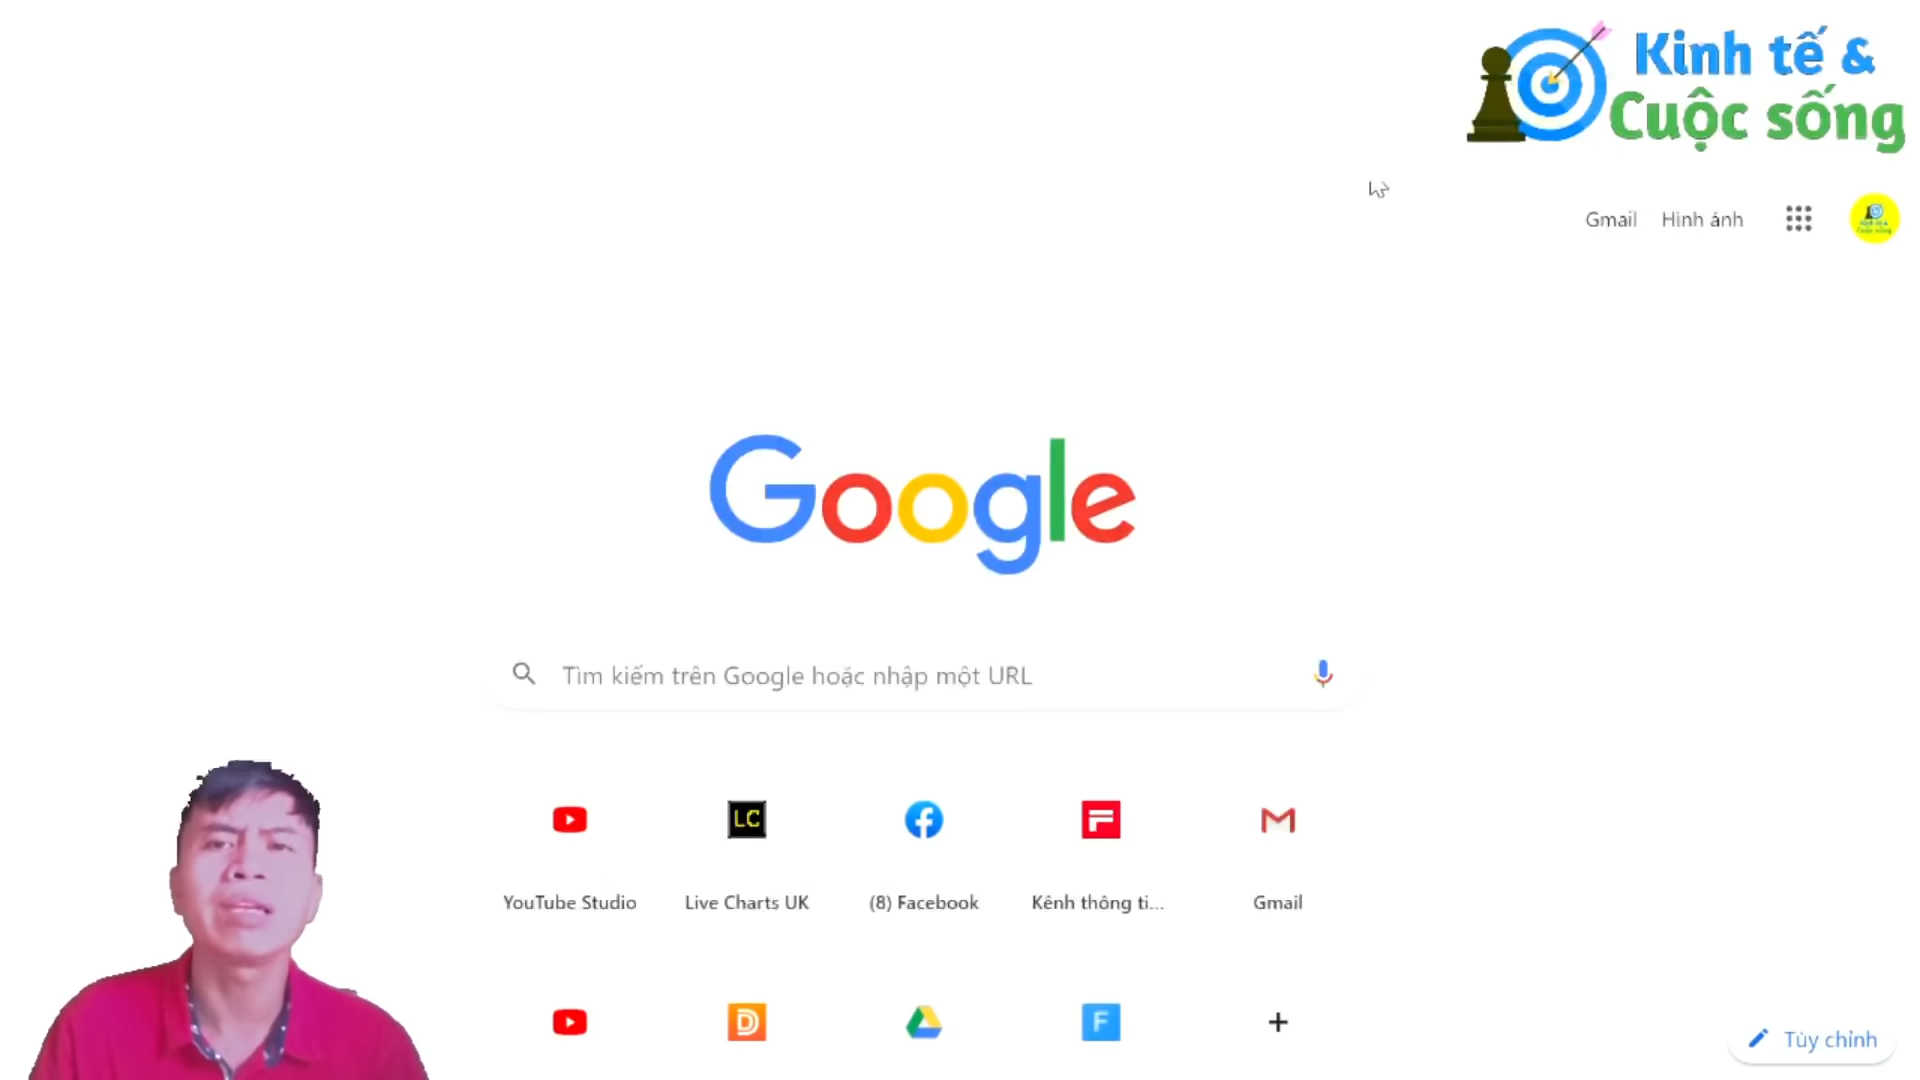 Kinh tế &
Cuộc sống
Gmail Hình ảnh
Google
Tìm kiếm trên Google hoặc nhập một URL
LC
YouTube Studio
Live Charts UK
(8) Facebook
Kênh thông ti...
Gmail
D
F
Tùy chỉnh